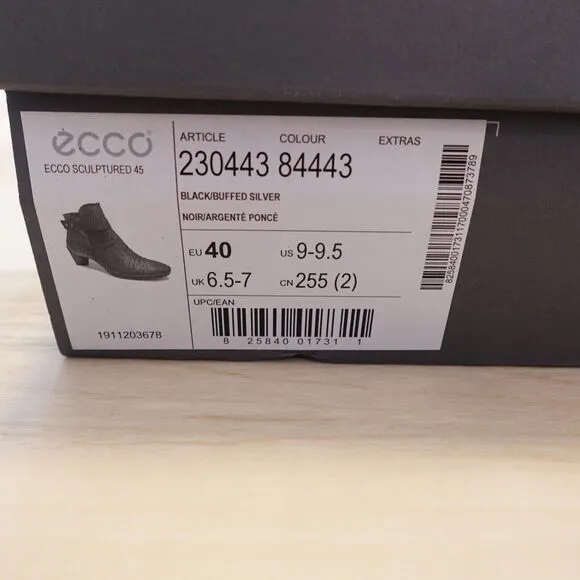 ecco
ECCO SCULPTURED 45
1911203678
ARTICLE COLOUR EXTRAS
230443 84443
BLACK/BUFFED SILVER
NOIR/ARGENTÉ PONCÉ
EU 40 US 9-9.5
UK 6.5-7 CN 255 (2)
UPC/EAN
8 25840 01731 1
8258400173117000470873789